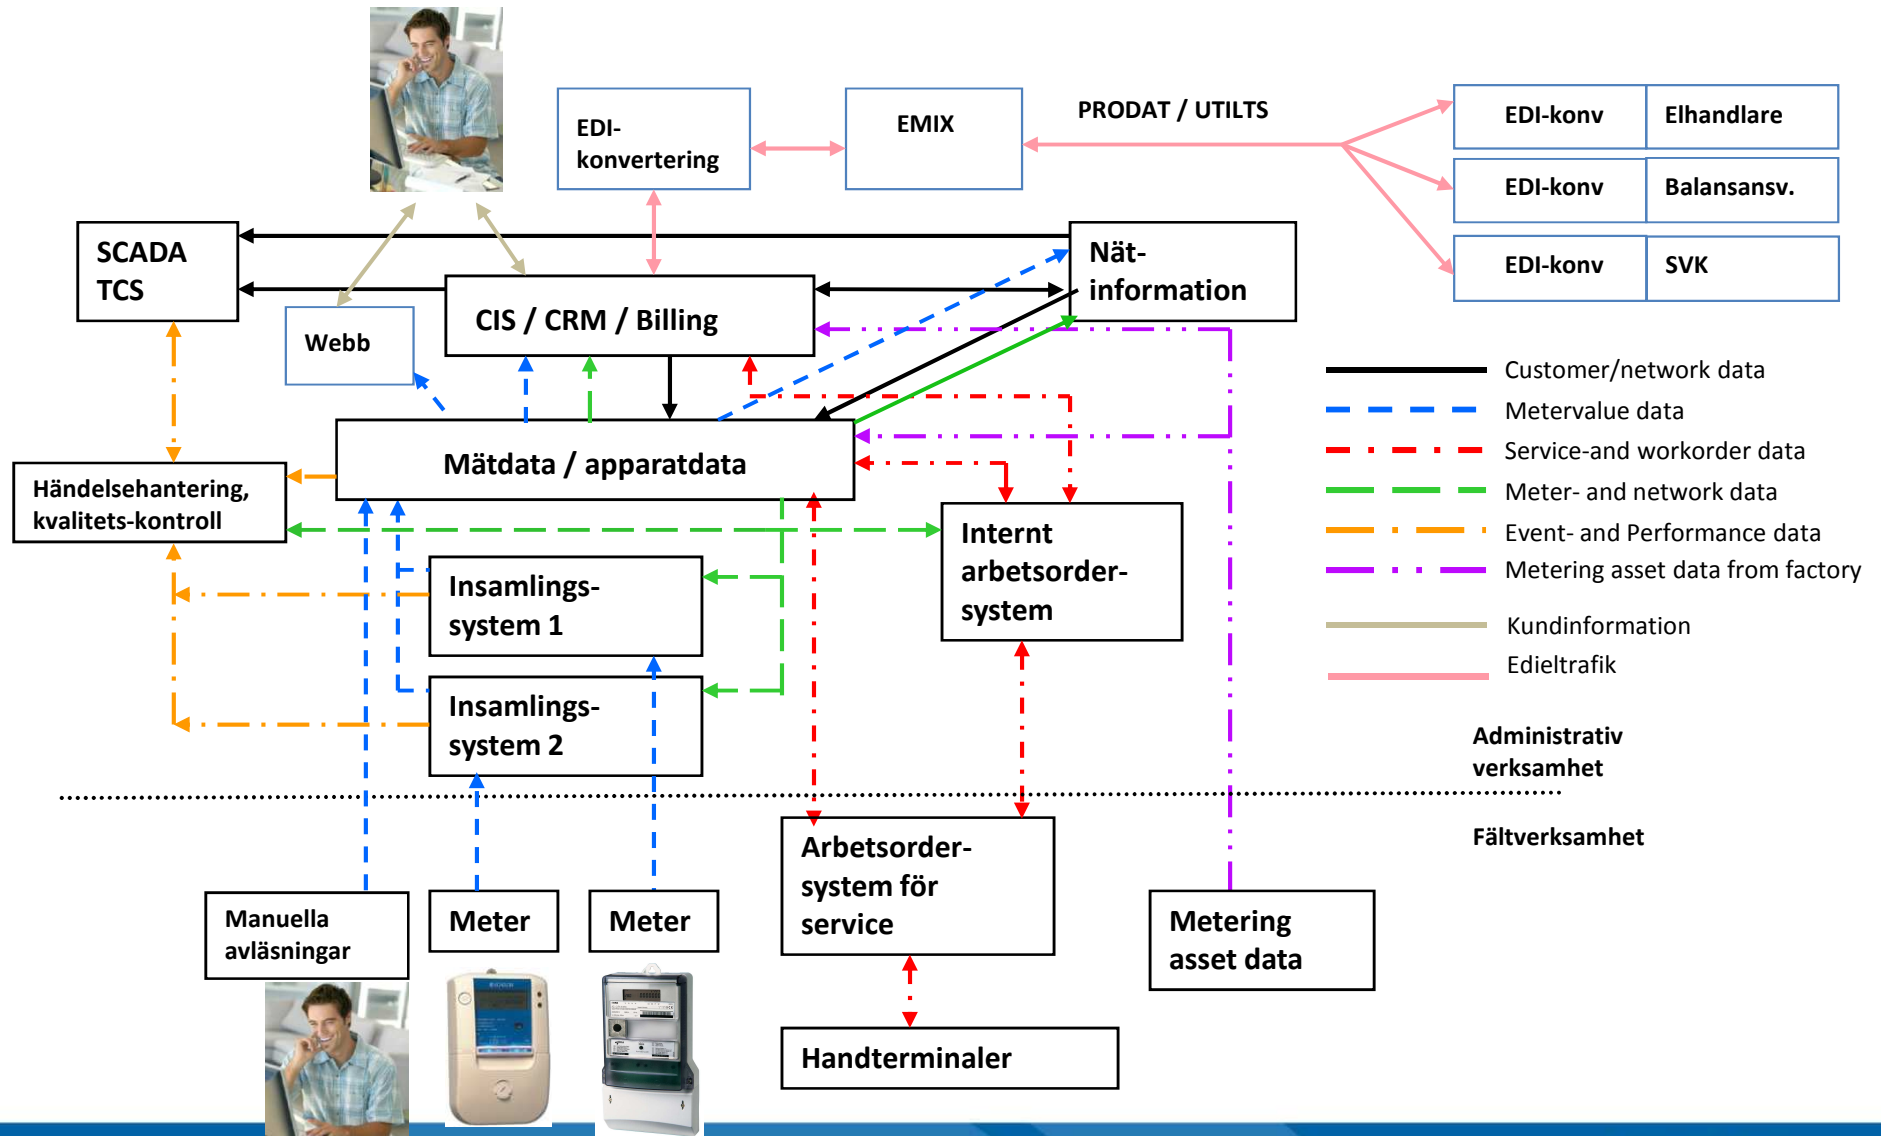 EDI-
konvertering
EMIX
PRODAT / UTILTS
EDI-konv
Elhandlare
EDI-konv
Balansansv.
EDI-konv
SVK
SCADA
TCS
Nät-
information
CIS / CRM / Billing
Webb
Customer/network data
Metervalue data
Service-and workorder data
Meter- and network data
Event- and Performance data
Metering asset data from factory
Kundinformation
Edieltrafik
Mätdata / apparatdata
Händelsehantering,
kvalitets-kontroll
Internt
arbetsorder-
system
Insamlings-
system 1
Insamlings-
system 2
Administrativ
verksamhet
Fältverksamhet
Arbetsorder-
system för
service
Manuella
avläsningar
Meter
Meter
Metering
asset data
Handterminaler